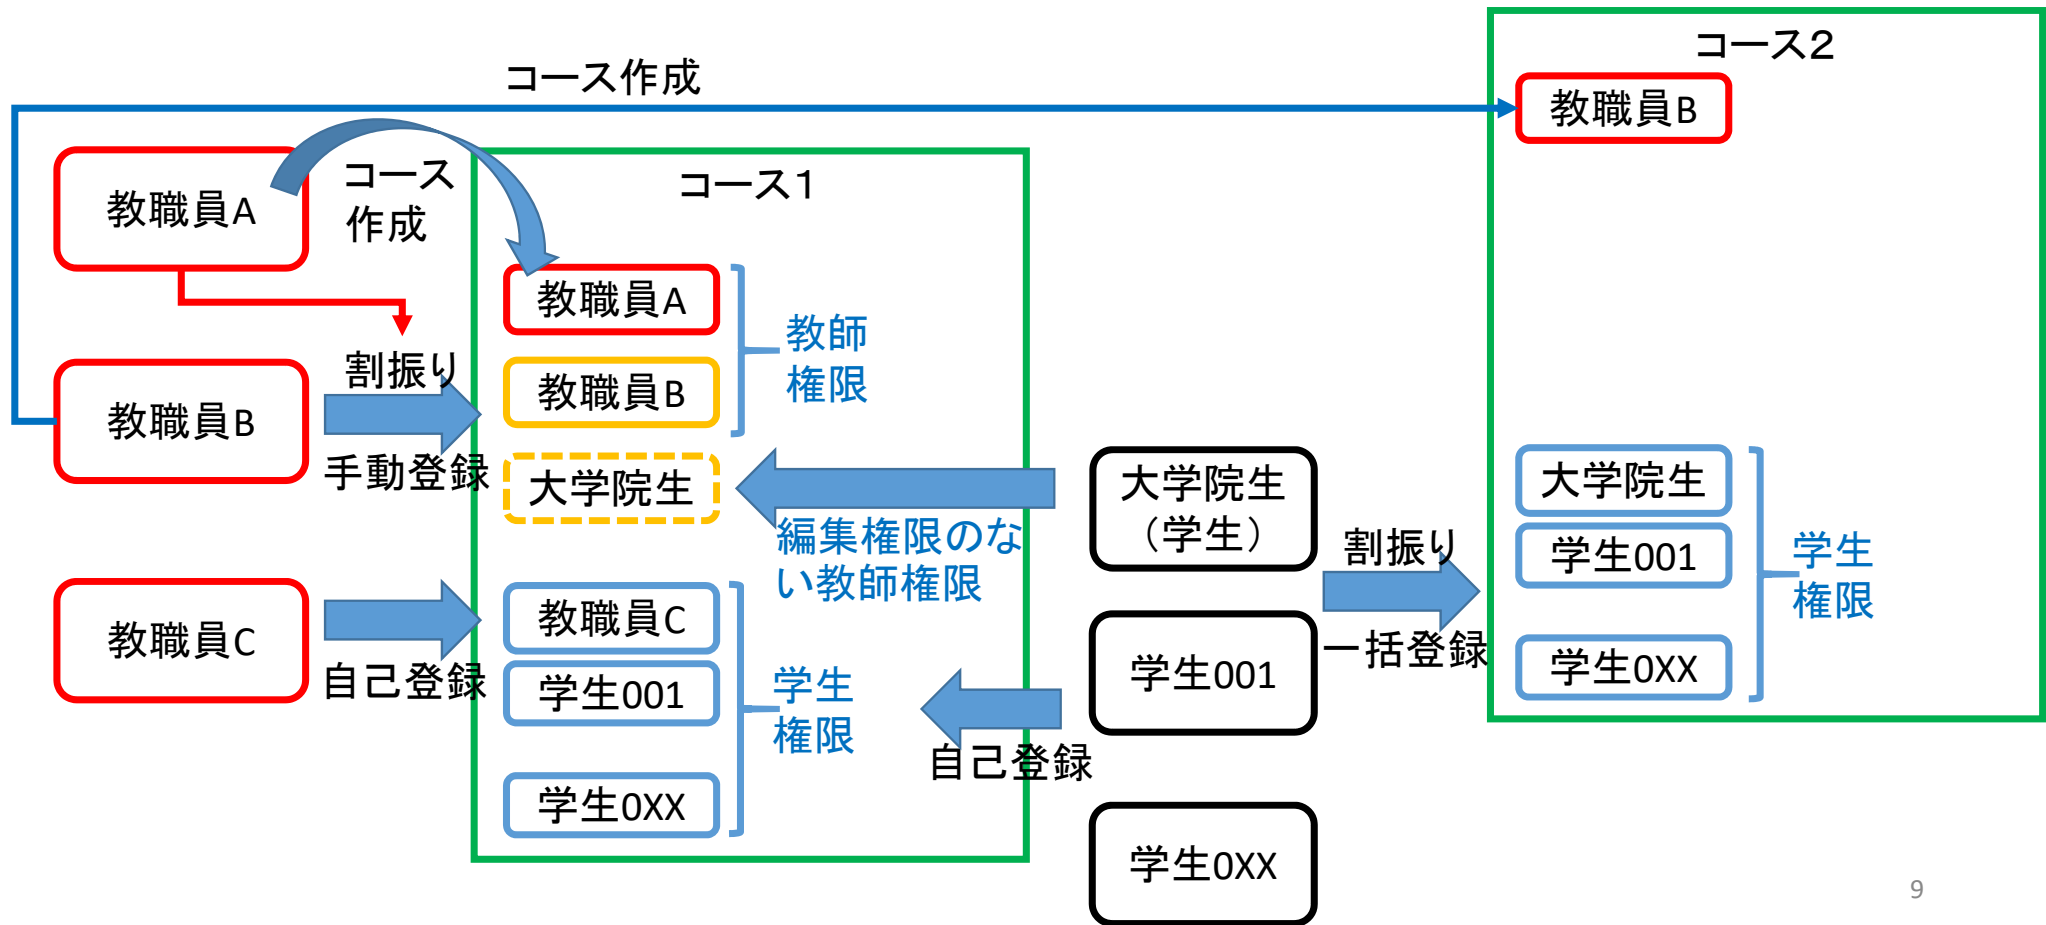 コース作成
コース2
教職員B
教職員A
コース
作成
コース1
教職員A
教師
権限
教職員B
教職員B
割振り
手動登録
大学院生
編集権限のな
い教師権限
大学院生
（学生）
割振り
一括登録
大学院生
学生001
学生0XX
学生
権限
教職員C
自己登録
教職員C
学生001
学生0XX
学生
権限
自己登録
学生001
学生0XX
9